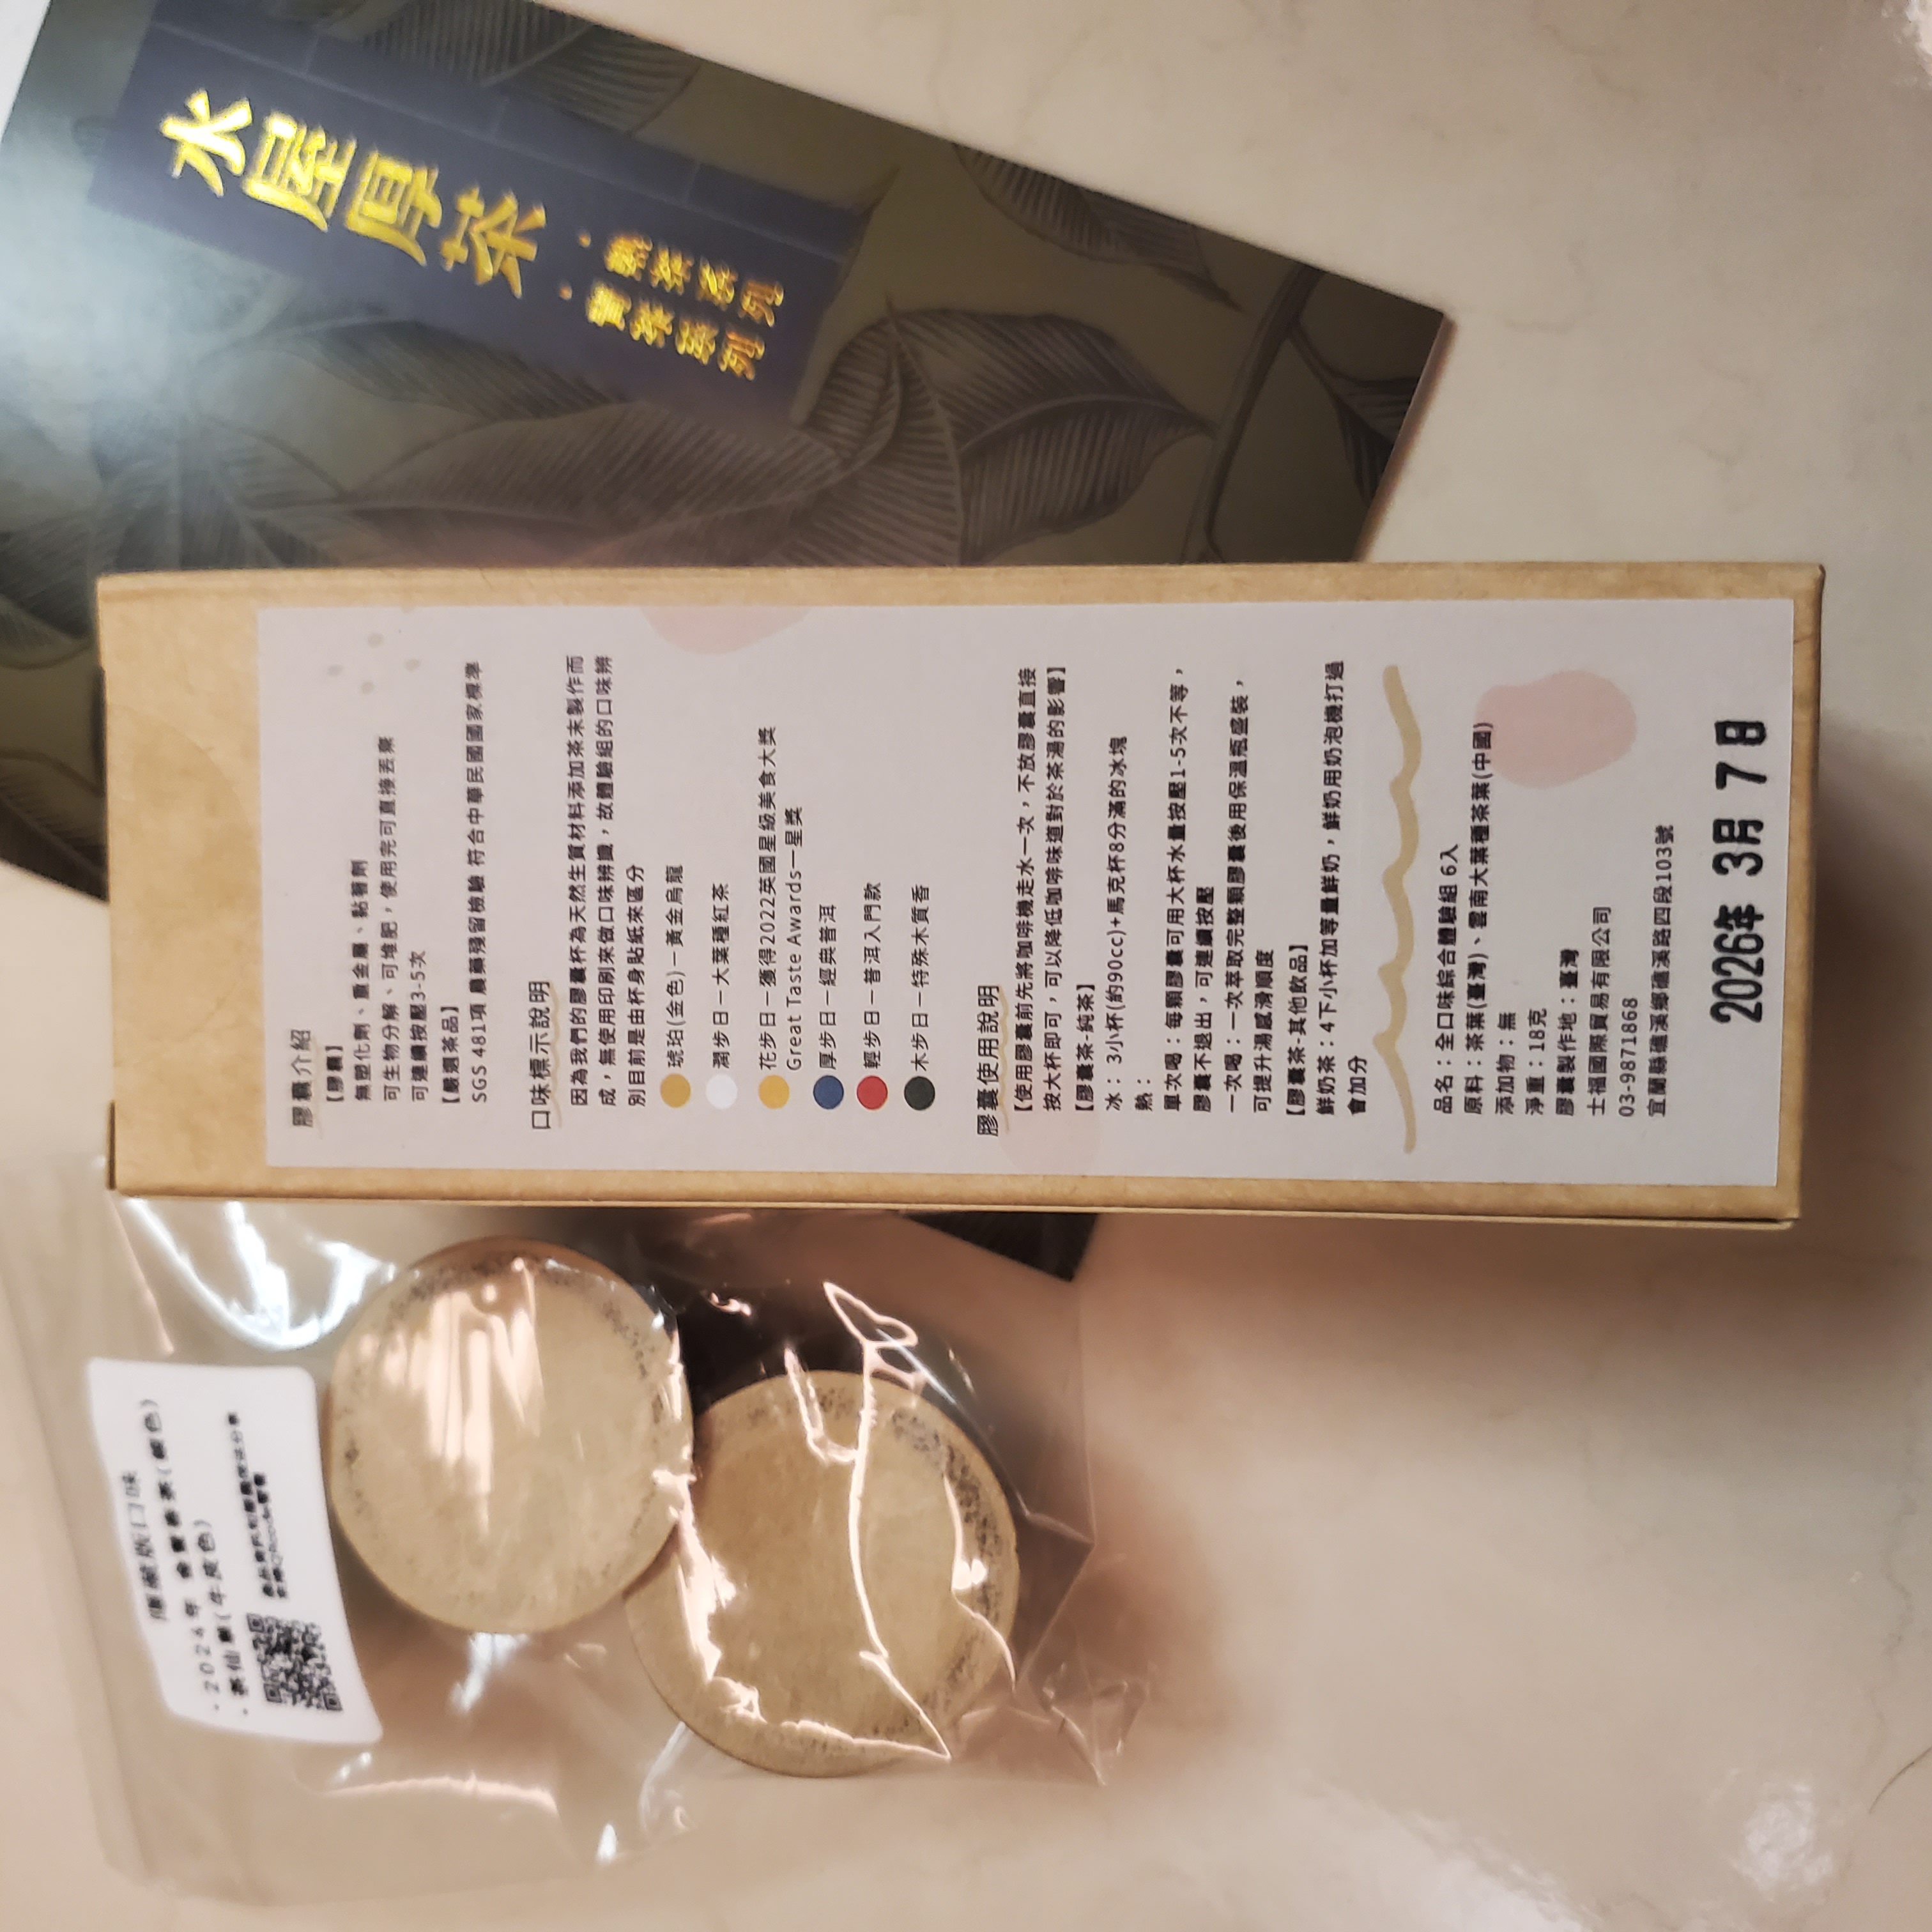 水屋厚茶
·熟茶系列
·寶茶系列
膠囊介紹
【膠囊】
無塑化劑、重金屬、黏著劑
可生物分解、可堆肥，使用完可直接丟棄
可連續按壓3-5次
【嚴選茶品】
SGS 481項 農藥殘留檢驗 符合中華民國國家標準
口味標示說明
因為我們的膠囊杯為天然生質材料添加茶末製作而
成，無使用印刷來做口味辨識，故體驗組的口味辨
別目前是由杯身貼紙來區分
琥珀(金色)－黃金烏龍
潤步日－大葉種紅茶
花步日－獲得2022英國星級美食大獎
Great Taste Awards一星獎
厚步日－經典普洱
輕步日－普洱入門款
木步日－特殊木質香
膠囊使用說明
【使用膠囊前先將咖啡機走水一次，不放膠囊直接
按大杯即可，可以降低咖啡味道對於茶湯的影響】
【膠囊茶-純茶】
冰： 3小杯(約90cc)+馬克杯8分滿的冰塊
熱：
單次喝：每顆膠囊可用大杯水量按壓1-5次不等，
膠囊不退出，可連續按壓
一次喝：一次萃取完整顆膠囊後用保溫瓶盛裝，
可提升湯感滑順度
【膠囊茶-其他飲品】
鮮奶茶：4下小杯加等量鮮奶，鮮奶用奶泡機打過
會加分
品名：全口味綜合體驗組 6入
原料：茶葉(臺灣)、雲南大葉種茶葉(中國)
添加物：無
淨重：18克
膠囊製作地：臺灣
士福國際貿易有限公司
03-9871868
宜蘭縣礁溪鄉礁溪路四段103號
2026年 3月 7日
隱藏版口味
·2024年
·茶仙(牛皮色)